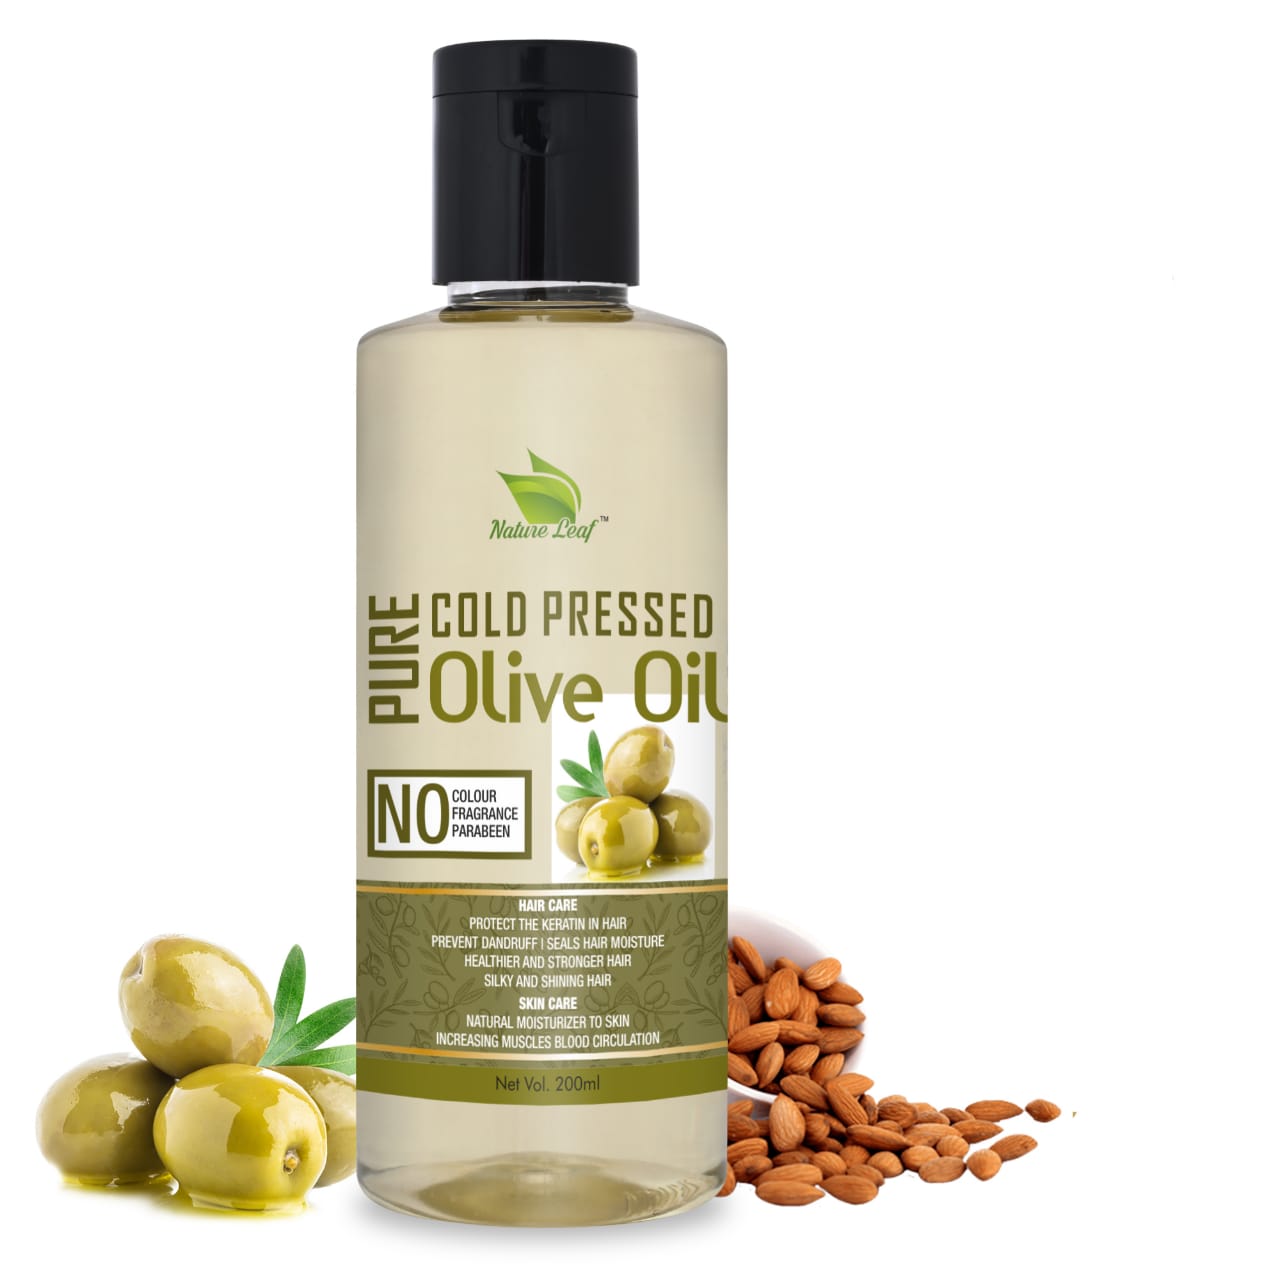 Nature Leaf™
PURE
COLD PRESSED
Olive Oil
NO
COLOUR
FRAGRANCE
PARABEEN
HAIR CARE
PROTECT THE KERATIN IN HAIR
PREVENT DANDRUFF | SEALS HAIR MOISTURE
HEALTHIER AND STRONGER HAIR
SILKY AND SHINING HAIR
SKIN CARE
NATURAL MOISTURIZER TO SKIN
INCREASING MUSCLES BLOOD CIRCULATION
Net Vol. 200ml